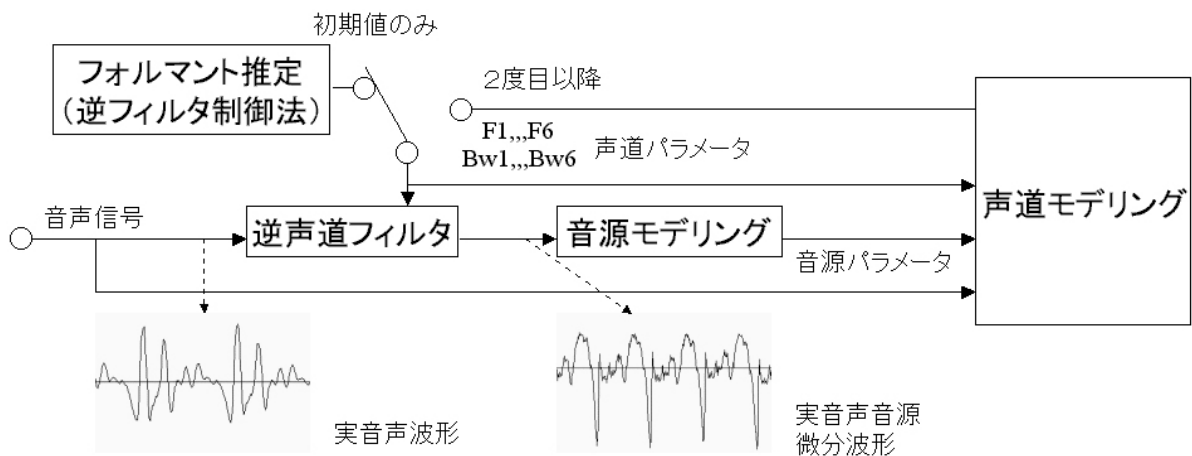 初期値のみ
フォルマント推定
(逆フィルタ制御法)
２度目以降
F1,,,F6
Bw1,,,Bw6
声道パラメータ
声道モデリング
音声信号
逆声道フィルタ
音源モデリング
音源パラメータ
実音声波形
実音声音源
微分波形